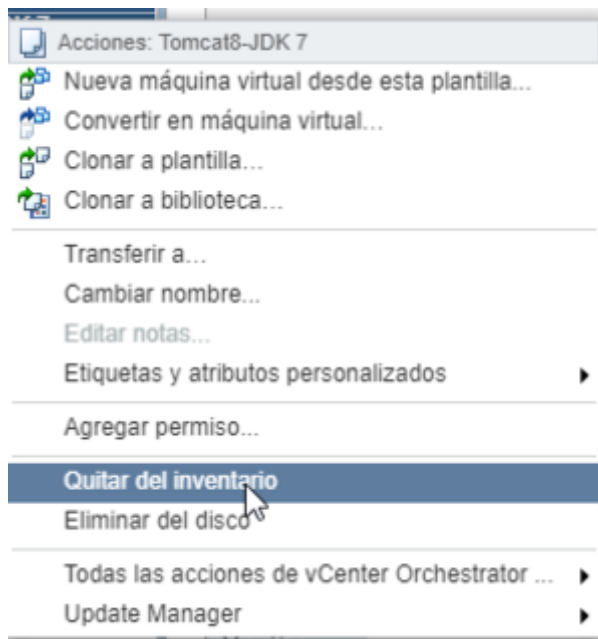 Acciones: Tomcat8-JDK 7
Nueva máquina virtual desde esta plantilla...
Convertir en máquina virtual...
Clonar a plantilla...
Clonar a biblioteca...
Transferir a...
Cambiar nombre...
Editar notas...
Etiquetas y atributos personalizados
Agregar permiso...
Quitar del inventario
Eliminar del disco
Todas las acciones de vCenter Orchestrator ...
Update Manager